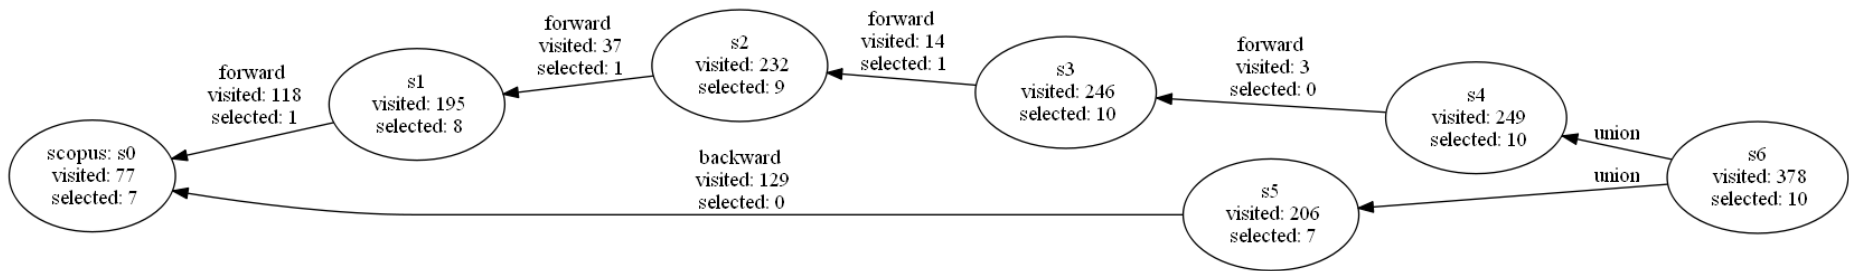 scopus: s0
visited: 77
selected: 7
forward
visited: 118
selected: 1
s1
visited: 195
selected: 8
forward
visited: 37
selected: 1
s2
visited: 232
selected: 9
forward
visited: 14
selected: 1
s3
visited: 246
selected: 10
forward
visited: 3
selected: 0
s4
visited: 249
selected: 10
union
backward
visited: 129
selected: 0
s5
visited: 206
selected: 7
union
s6
visited: 378
selected: 10